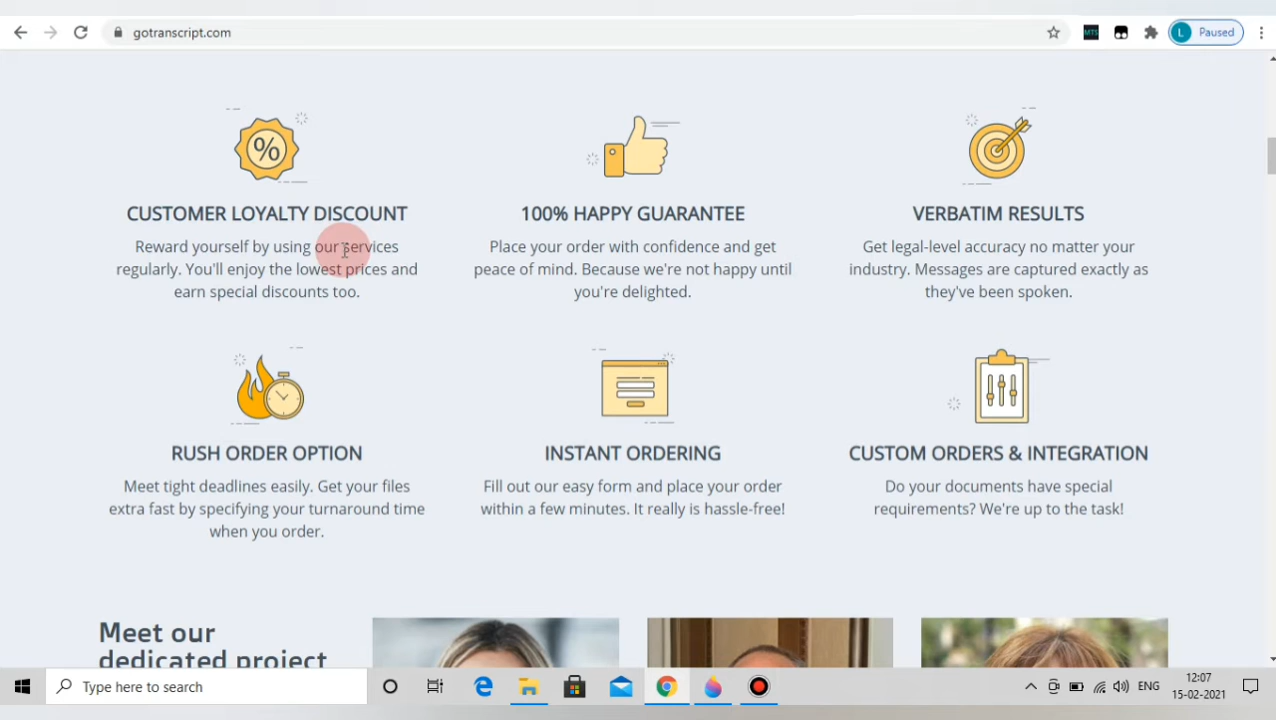 gotranscript.com
MTS
L
Paused
%
CUSTOMER LOYALTY DISCOUNT
Reward yourself by using our services
regularly. You'll enjoy the lowest prices and
earn special discounts too.
100% HAPPY GUARANTEE
Place your order with confidence and get
peace of mind. Because we're not happy until
you're delighted.
VERBATIM RESULTS
Get legal-level accuracy no matter your
industry. Messages are captured exactly as
they've been spoken.
RUSH ORDER OPTION
Meet tight deadlines easily. Get your files
extra fast by specifying your turnaround time
when you order.
INSTANT ORDERING
Fill out our easy form and place your order
within a few minutes. It really is hassle-free!
CUSTOM ORDERS & INTEGRATION
Do your documents have special
requirements? We're up to the task!
Meet our
dedicated project
Type here to search
ENG
12:07
15-02-2021